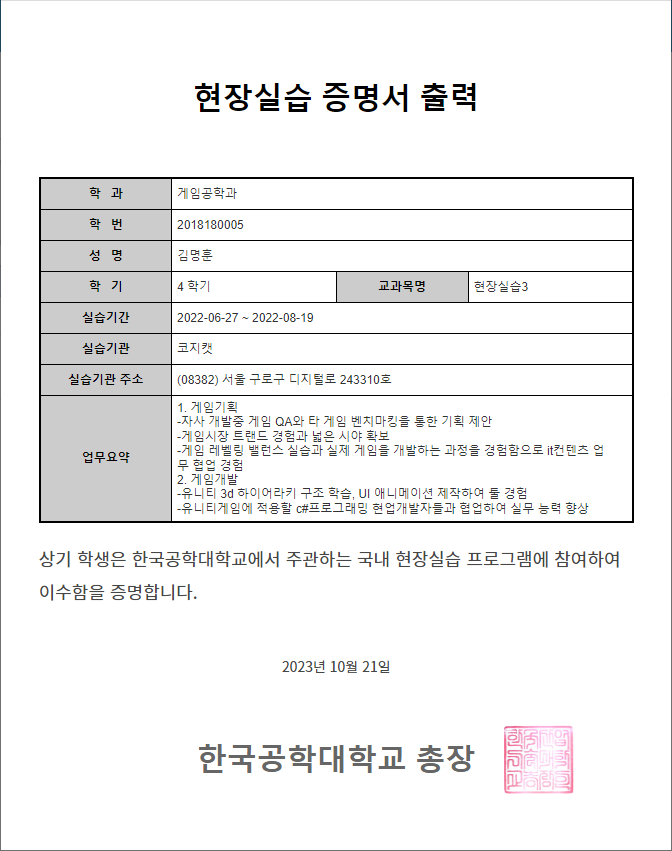 현장실습 증명서 출력
학 과 게임공학과
학 번 2018180005
성 명 김명훈
학 기 4 학기 교과목명 현장실습3
실습기간 2022-06-27 ~ 2022-08-19
실습기관 코지캣
실습기관 주소 (08382) 서울 구로구 디지털로 243310호
업무요약
1. 게임기획
-자사 개발중 게임 QA와 타 게임 벤치마킹을 통한 기획 제안
-게임시장 트랜드 경험과 넓은 시야 확보
-게임 레벨링 밸런스 실습과 실제 게임을 개발하는 과정을 경험함으로 it컨텐츠 업
무 협업 경험
2. 게임개발
-유니티 3d 하이어라키 구조 학습, UI 애니메이션 제작하여 툴 경험
-유니티게임에 적용할 c#프로그래밍 현업개발자들과 협업하여 실무 능력 향상
상기 학생은 한국공학대학교에서 주관하는 국내 현장실습 프로그램에 참여하여
이수함을 증명합니다.
2023년 10월 21일
한국공학대학교 총장